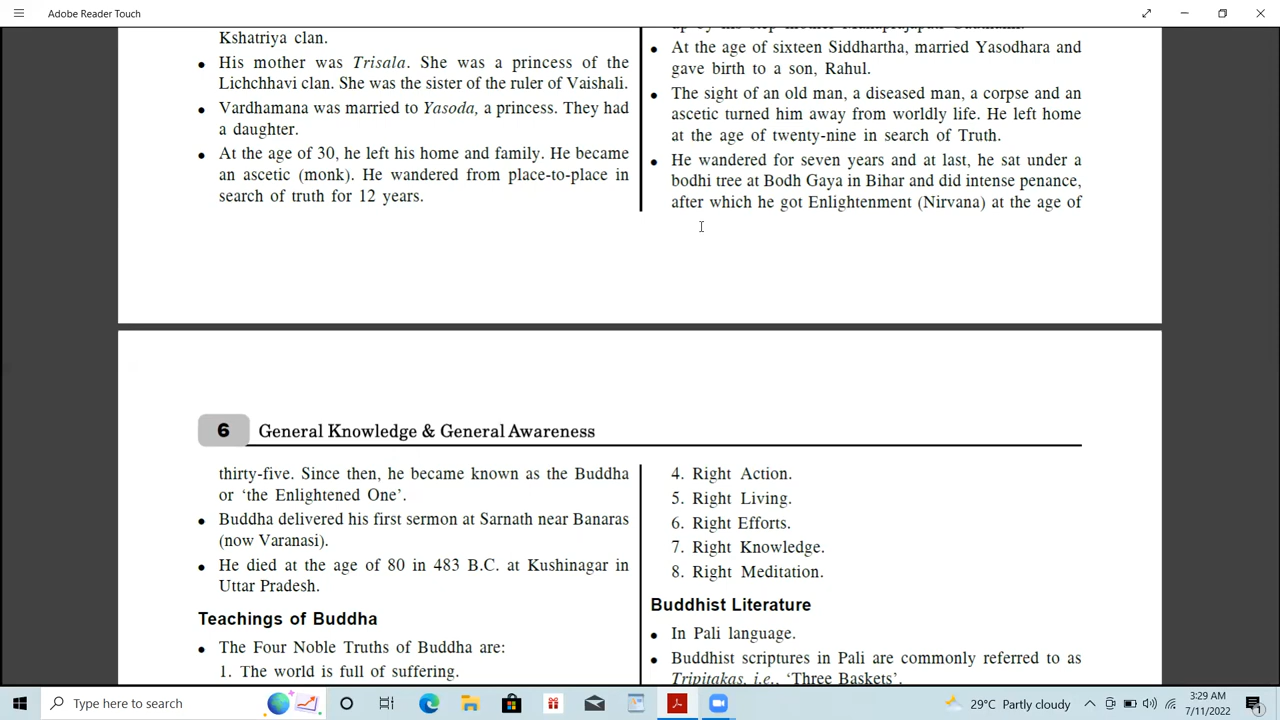 Adobe Reader Touch
Kshatriya clan.
• His mother was Trisala. She was a princess of the
Lichchhavi clan. She was the sister of the ruler of Vaishali.
• Vardhamana was married to Yasoda, a princess. They had
a daughter.
• At the age of 30, he left his home and family. He became
an ascetic (monk). He wandered from place-to-place in
search of truth for 12 years.
• At the age of sixteen Siddhartha, married Yasodhara and
gave birth to a son, Rahul.
• The sight of an old man, a diseased man, a corpse and an
ascetic turned him away from worldly life. He left home
at the age of twenty-nine in search of Truth.
• He wandered for seven years and at last, he sat under a
bodhi tree at Bodh Gaya in Bihar and did intense penance,
after which he got Enlightenment (Nirvana) at the age of
6 General Knowledge & General Awareness
thirty-five. Since then, he became known as the Buddha
or ‘the Enlightened One’.
• Buddha delivered his first sermon at Sarnath near Banaras
(now Varanasi).
• He died at the age of 80 in 483 B.C. at Kushinagar in
Uttar Pradesh.
Teachings of Buddha
• The Four Noble Truths of Buddha are:
1. The world is full of suffering.
4. Right Action.
5. Right Living.
6. Right Efforts.
7. Right Knowledge.
8. Right Meditation.
Buddhist Literature
• In Pali language.
• Buddhist scriptures in Pali are commonly referred to as
Tripitakas, i.e., ‘Three Baskets’.
Type here to search
29°C Partly cloudy
3:29 AM
7/11/2022
1